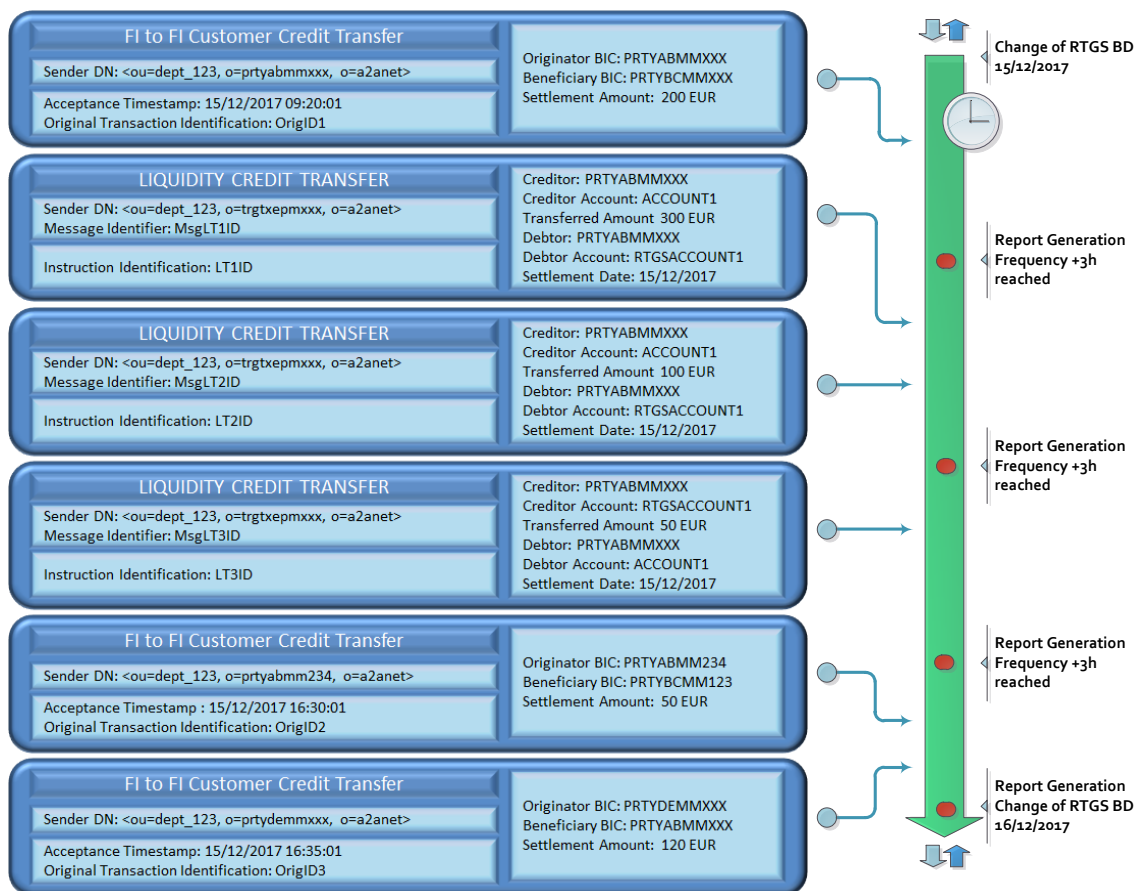 FI to FI Customer Credit Transfer
Sender DN: <ou=dept_123, o=prtyabmmxxx, o=a2anet>
Acceptance Timestamp: 15/12/2017 09:20:01
Original Transaction Identification: OrigID1
Originator BIC: PRTYABMMXXX
Beneficiary BIC: PRTYBCMMXXX
Settlement Amount: 200 EUR
Change of RTGS BD
15/12/2017
LIQUIDITY CREDIT TRANSFER
Sender DN: <ou=dept_123, o=trgtxepmxxx, o=a2anet>
Message Identifier: MsgLT1ID
Instruction Identification: LT1ID
Creditor: PRTYABMMXXX
Creditor Account: ACCOUNT1
Transferred Amount 300 EUR
Debtor: PRTYABMMXXX
Debtor Account: RTGSACCOUNT1
Settlement Date: 15/12/2017
Report Generation
Frequency +3h
reached
LIQUIDITY CREDIT TRANSFER
Sender DN: <ou=dept_123, o=trgtxepmxxx, o=a2anet>
Message Identifier: MsgLT2ID
Instruction Identification: LT2ID
Creditor: PRTYABMMXXX
Creditor Account: ACCOUNT1
Transferred Amount 100 EUR
Debtor: PRTYABMMXXX
Debtor Account: RTGSACCOUNT1
Settlement Date: 15/12/2017
Report Generation
Frequency +3h
reached
LIQUIDITY CREDIT TRANSFER
Sender DN: <ou=dept_123, o=trgtxepmxxx, o=a2anet>
Message Identifier: MsgLT3ID
Instruction Identification: LT3ID
Creditor: PRTYABMMXXX
Creditor Account: RTGSACCOUNT1
Transferred Amount 50 EUR
Debtor: PRTYABMMXXX
Debtor Account: ACCOUNT1
Settlement Date: 15/12/2017
FI to FI Customer Credit Transfer
Sender DN: <ou=dept_123, o=prtyabmm234, o=a2anet>
Acceptance Timestamp : 15/12/2017 16:30:01
Original Transaction Identification: OrigID2
Originator BIC: PRTYABMM234
Beneficiary BIC: PRTYBCMM123
Settlement Amount: 50 EUR
Report Generation
Frequency +3h
reached
FI to FI Customer Credit Transfer
Sender DN: <ou=dept_123, o=prtydemmxxx, o=a2anet>
Acceptance Timestamp: 15/12/2017 16:35:01
Original Transaction Identification: OrigID3
Originator BIC: PRTYDEMMXXX
Beneficiary BIC: PRTYABMMXXX
Settlement Amount: 120 EUR
Report Generation
Change of RTGS BD
16/12/2017